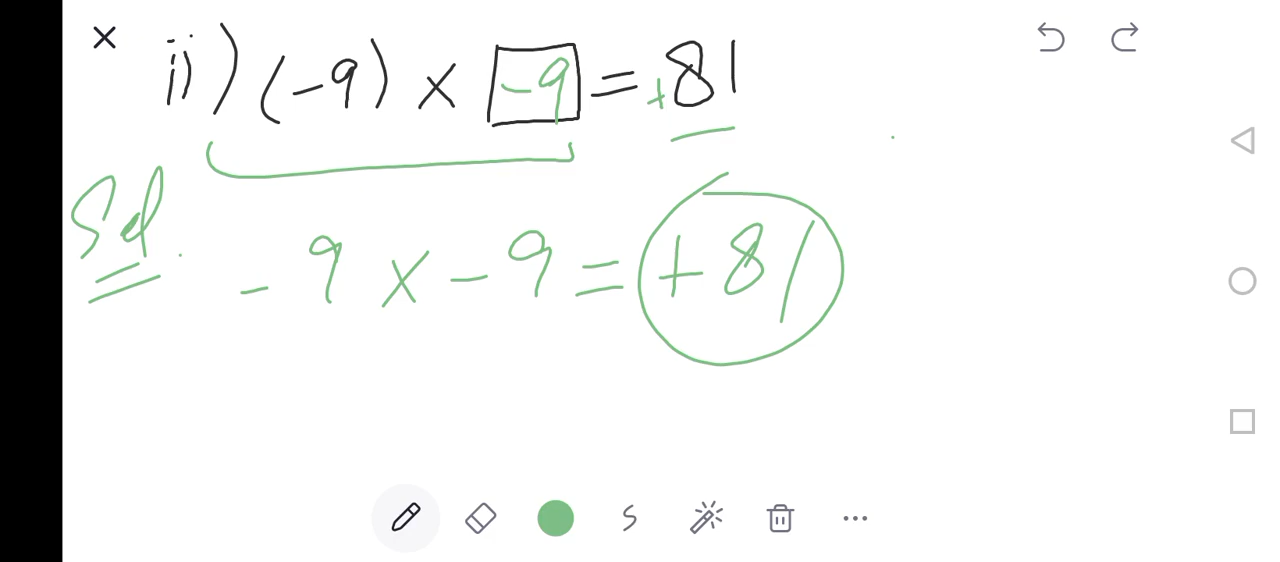 ii) (-9) × -9 = +81
Sol.
-9 × -9 = +81